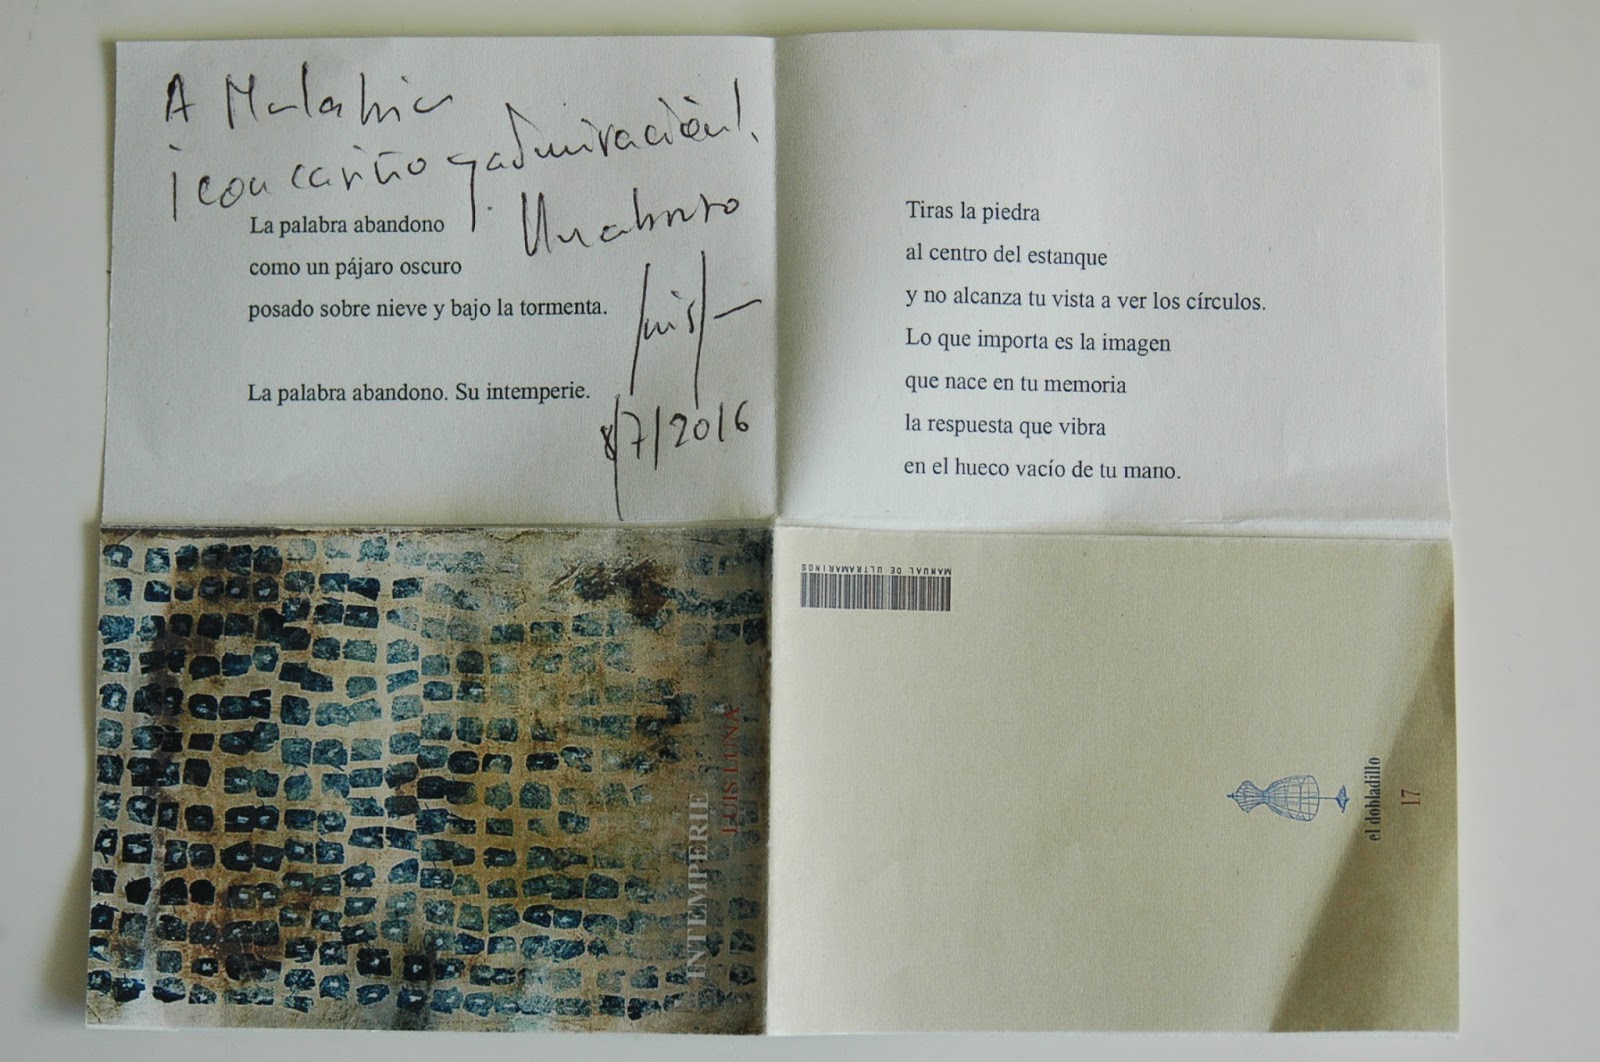 A Malabia
¡con cariño y admiración!.
Un abrazo
Luis
8/7/2016
La palabra abandono
como un pájaro oscuro
posado sobre nieve y bajo la tormenta.
La palabra abandono. Su intemperie.
Tiras la piedra
al centro del estanque
y no alcanza tu vista a ver los círculos.
Lo que importa es la imagen
que nace en tu memoria
la respuesta que vibra
en el hueco vacío de tu mano.
INTEMPERIE
LUIS LUNA
MANUAL DE ULTRAMARINOS
el dobladillo
17